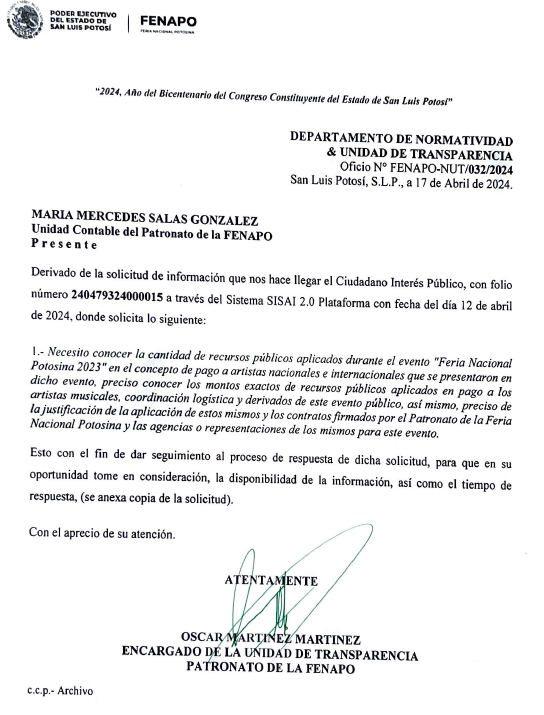 PODER EJECUTIVO
DEL ESTADO DE
SAN LUIS POTOSÍ
FENAPO
FERIA NACIONAL POTOSINA
"2024, Año del Bicentenario del Congreso Constituyente del Estado de San Luis Potosí"
DEPARTAMENTO DE NORMATIVIDAD
& UNIDAD DE TRANSPARENCIA
Oficio N° FENAPO-NUT/032/2024
San Luis Potosí, S.L.P., a 17 de Abril de 2024.
MARIA MERCEDES SALAS GONZALEZ
Unidad Contable del Patronato de la FENAPO
P r e s e n t e
Derivado de la solicitud de información que nos hace llegar el Ciudadano Interés Público, con folio
número 240479324000015 a través del Sistema SISAI 2.0 Plataforma con fecha del día 12 de abril
de 2024, donde solicita lo siguiente:
1.- Necesito conocer la cantidad de recursos públicos aplicados durante el evento "Feria Nacional
Potosina 2023" en el concepto de pago a artistas nacionales e internacionales que se presentaron en
dicho evento, preciso conocer los montos exactos de recursos públicos aplicados en pago a los
artistas musicales, coordinación logística y derivados de este evento público, así mismo, preciso de
la justificación de la aplicación de estos mismos y los contratos firmados por el Patronato de la Feria
Nacional Potosina y las agencias o representaciones de los mismos para este evento.
Esto con el fin de dar seguimiento al proceso de respuesta de dicha solicitud, para que en su
oportunidad tome en consideración, la disponibilidad de la información, así como el tiempo de
respuesta, (se anexa copia de la solicitud).
Con el aprecio de su atención.
ATENTAMENTE
OSCAR MARTINEZ MARTINEZ
ENCARGADO DE LA UNIDAD DE TRANSPARENCIA
PATRONATO DE LA FENAPO
c.c.p.- Archivo